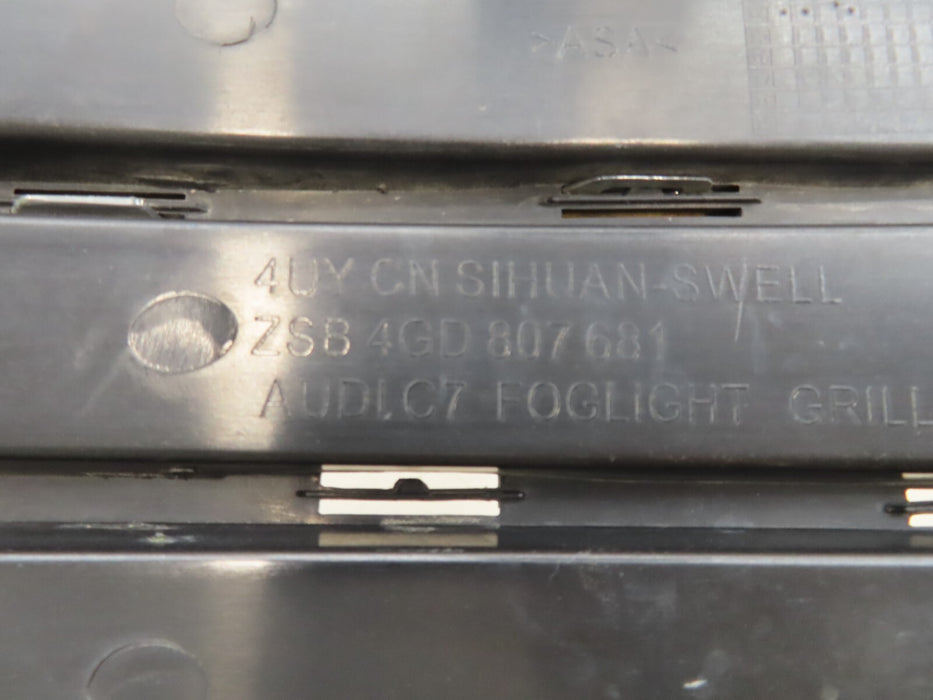 >ASA<
4UY CN SIHUAN-SWELL
ZSB 4GD 807 681
AUDI C7 FOGLIGHT GRILL